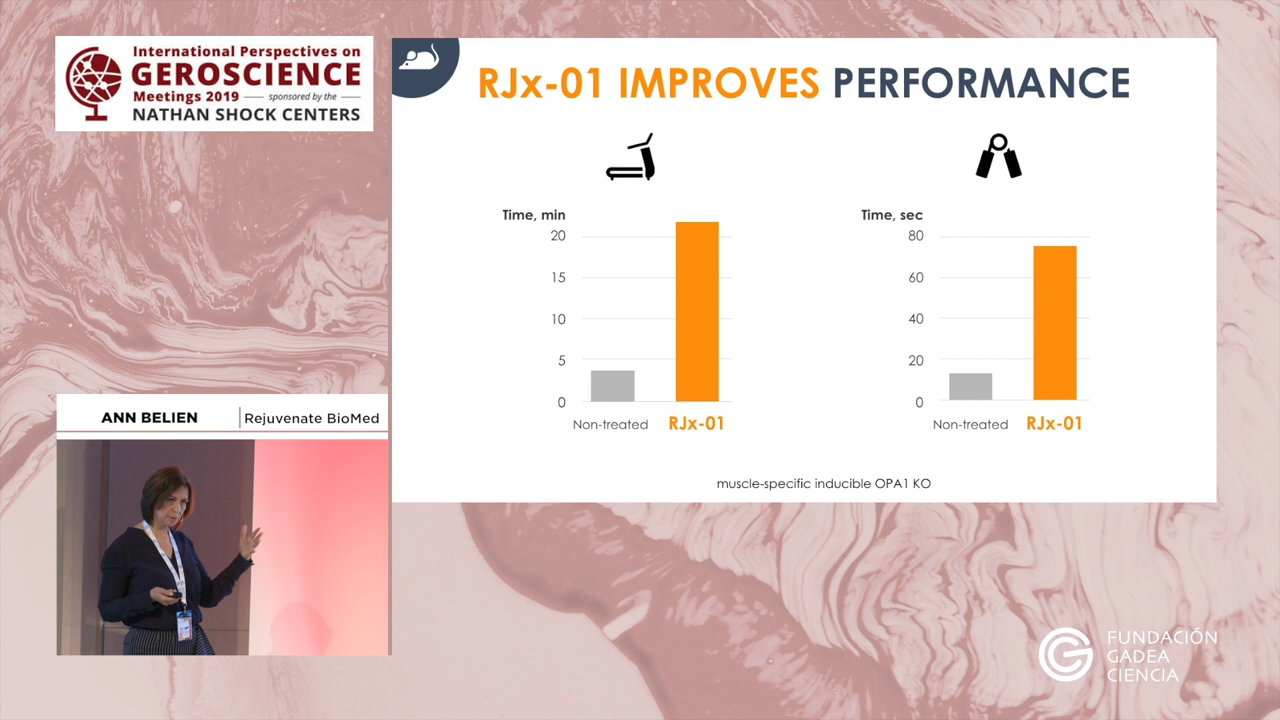 International Perspectives on
GEROSCIENCE
Meetings 2019 — sponsored by the —
NATHAN SHOCK CENTERS
RJx-01 IMPROVES PERFORMANCE
Time, min
20
15
10
5
0
Non-treated RJx-01
Time, sec
80
60
40
20
0
Non-treated RJx-01
muscle-specific inducible OPA1 KO
ANN BELIEN Rejuvenate BioMed
FUNDACIÓN
GADEA
CIENCIA